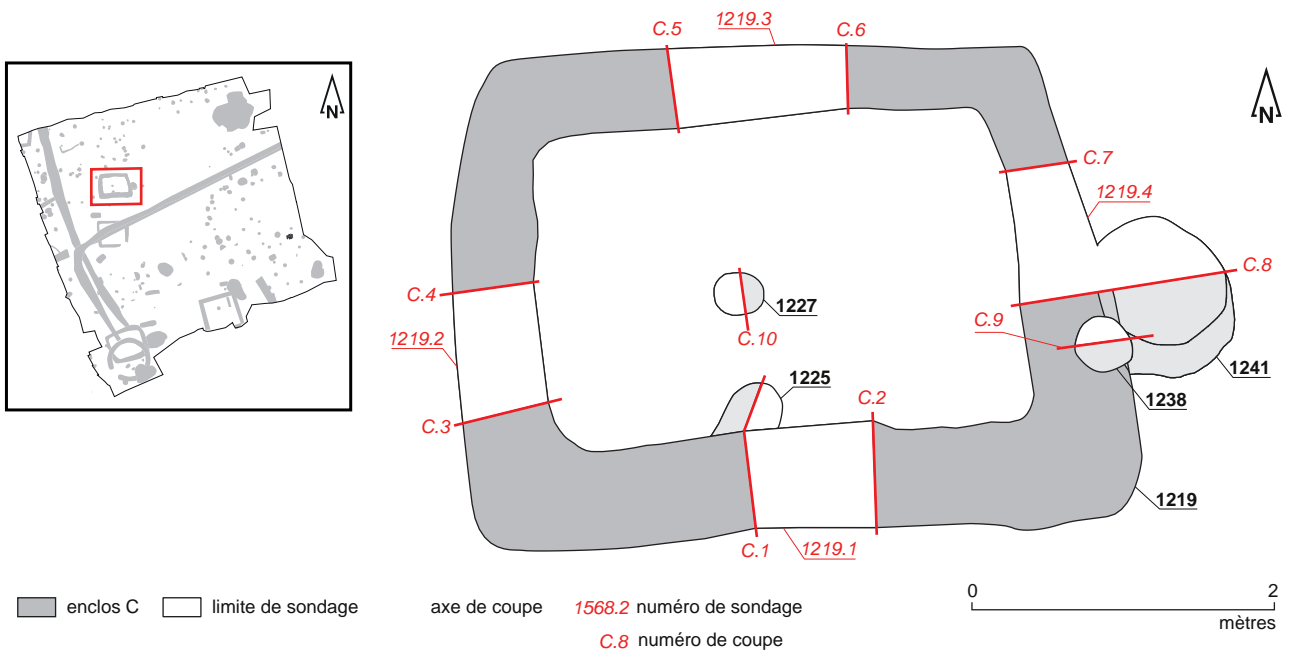 N
1219.3
C.5
C.6
N
C.7
1219.4
C.8
C.4
C.9
1227
C.10
1219.2
1225
1241
C.2
1238
C.3
1219
C.1
1219.1
enclos C
limite de sondage
axe de coupe
1568.2 numéro de sondage
C.8 numéro de coupe
0
2
mètres